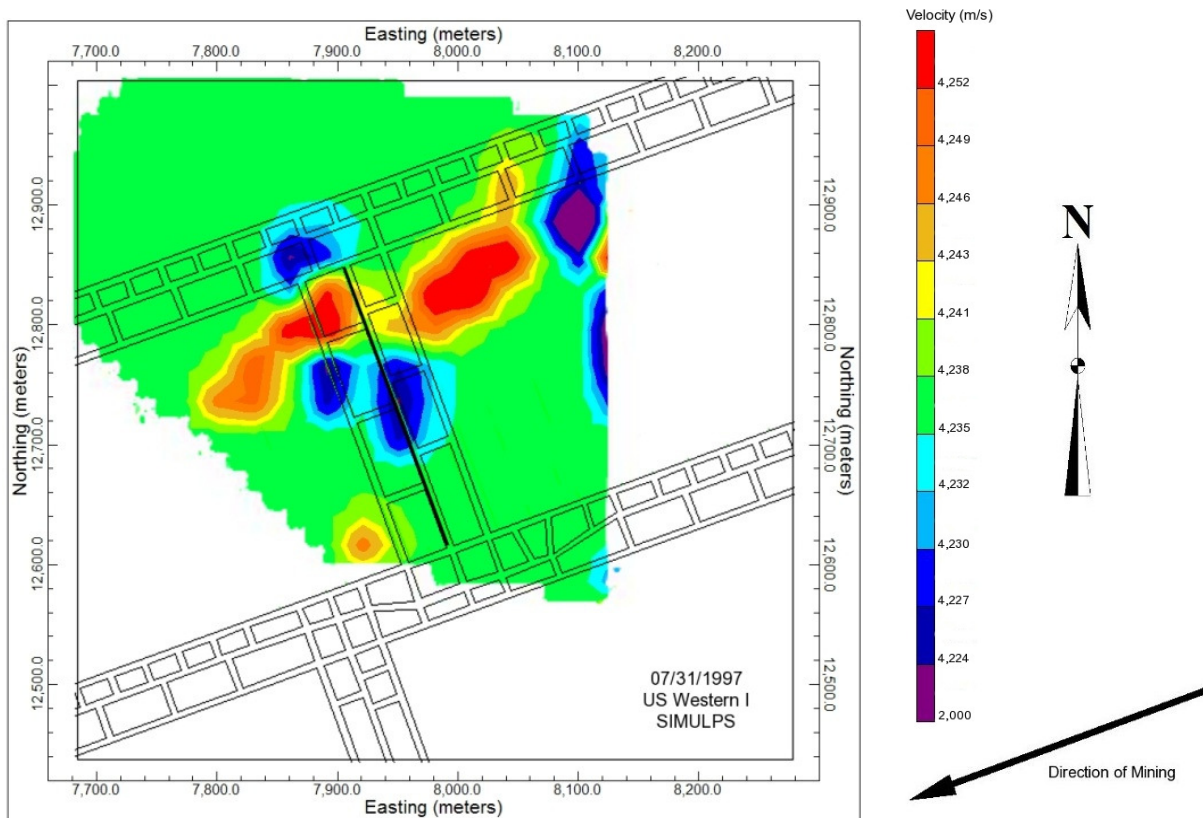 Easting (meters)
7,700.0 7,800.0 7,900.0 8,000.0 8,100.0 8,200.0
Northing (meters)
12,900.0
12,800.0
12,700.0
12,600.0
12,500.0
12,900.0
12,800.0
12,700.0
12,600.0
12,500.0
Northing (meters)
07/31/1997
US Western I
SIMULPS
7,700.0 7,800.0 7,900.0 8,000.0 8,100.0 8,200.0
Easting (meters)
Velocity (m/s)
4,252
4,249
4,246
4,243
4,241
4,238
4,235
4,232
4,230
4,227
4,224
2,000
N
Direction of Mining